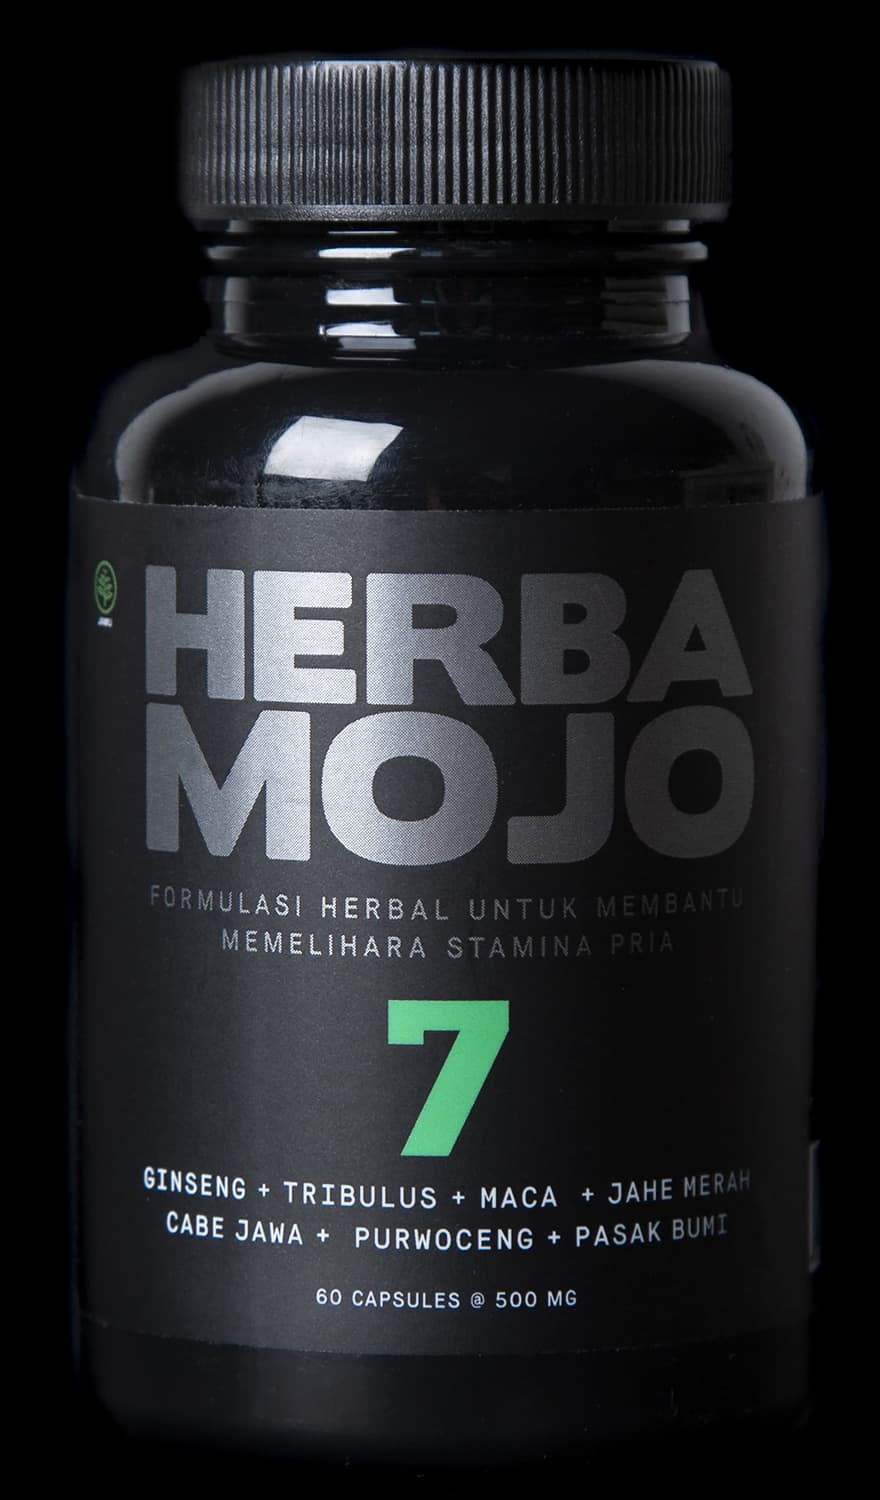 JAMU
HERBA
MOJO
FORMULASI HERBAL UNTUK MEMBANTU
MEMELIHARA STAMINA PRIA
7
GINSENG + TRIBULUS + MACA + JAHE MERAH
CABE JAWA + PURWOCENG + PASAK BUMI
60 CAPSULES @ 500 MG